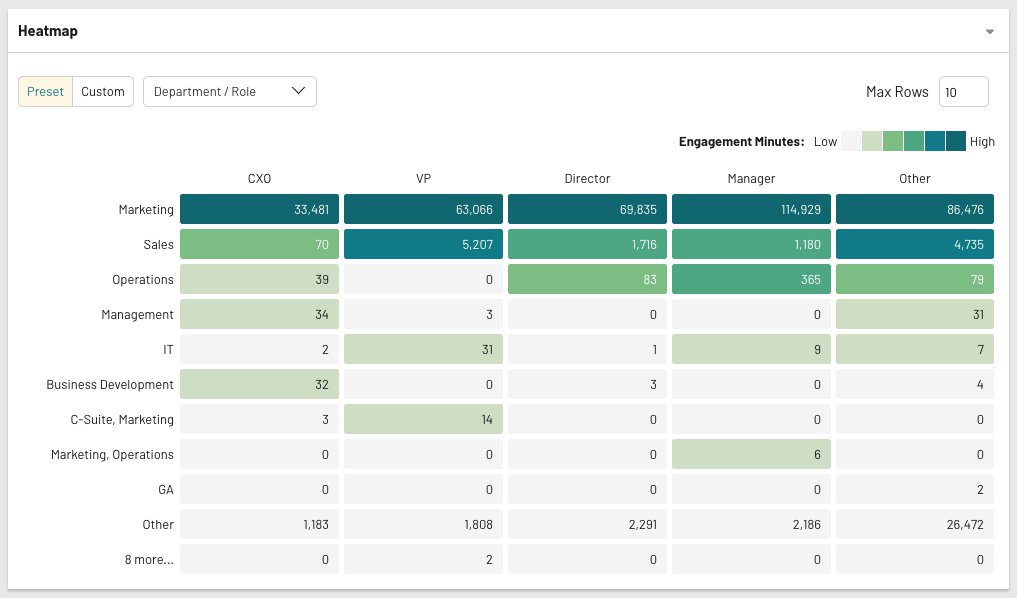 Heatmap
Preset Custom Department / Role Max Rows 10
Engagement Minutes: Low High
CXO VP Director Manager Other
Marketing 33,481 63,066 69,835 114,929 86,476
Sales 70 5,207 1,716 1,180 4,735
Operations 39 0 83 365 79
Management 34 3 0 0 31
IT 2 31 1 9 7
Business Development 32 0 3 0 4
C-Suite, Marketing 3 14 0 0 0
Marketing, Operations 0 0 0 6 0
GA 0 0 0 0 2
Other 1,183 1,808 2,291 2,186 26,472
8 more... 0 2 0 0 0